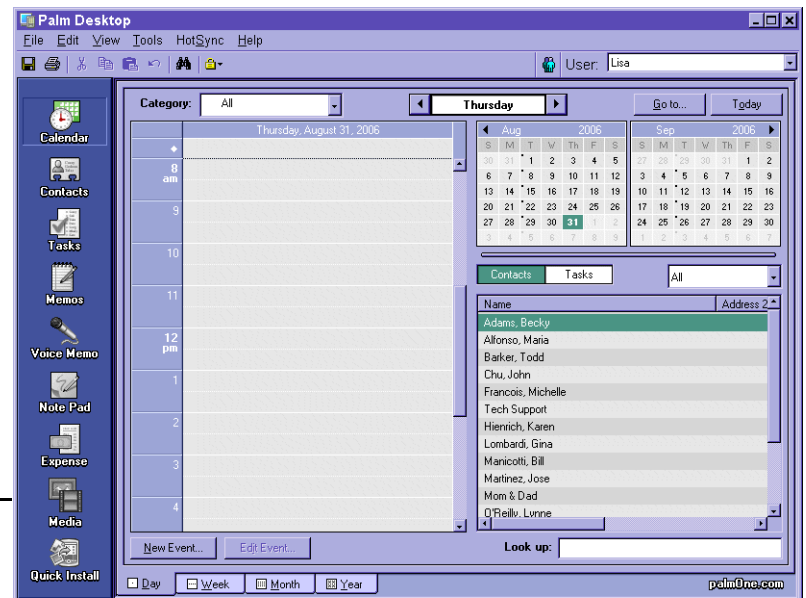 Palm Desktop
File Edit View Tools HotSync Help
User: Lisa
Calendar
Contacts
Tasks
Memos
Voice Memo
Note Pad
Expense
Media
Quick Install
Category: All
Thursday
Go to... Today
Thursday, August 31, 2006
8 am
9
10
11
12 pm
1
2
3
4
Aug 2006
S M T W Th F S
30 31 1 2 3 4 5
6 7 8 9 10 11 12
13 14 15 16 17 18 19
20 21 22 23 24 25 26
27 28 29 30 31 1 2
3 4 5 6 7 8 9
Sep 2006
S M T W Th F S
27 28 29 30 31 1 2
3 4 5 6 7 8 9
10 11 12 13 14 15 16
17 18 19 20 21 22 23
24 25 26 27 28 29 30
1 2 3 4 5 6 7
Contacts Tasks All
Name Address 2
Adams, Becky
Alfonso, Maria
Barker, Todd
Chu, John
Francois, Michelle
Tech Support
Hienrich, Karen
Lombardi, Gina
Manicotti, Bill
Martinez, Jose
Mom & Dad
O'Reilly, Lynne
New Event... Edit Event...
Look up:
Day Week Month Year
palmOne.com